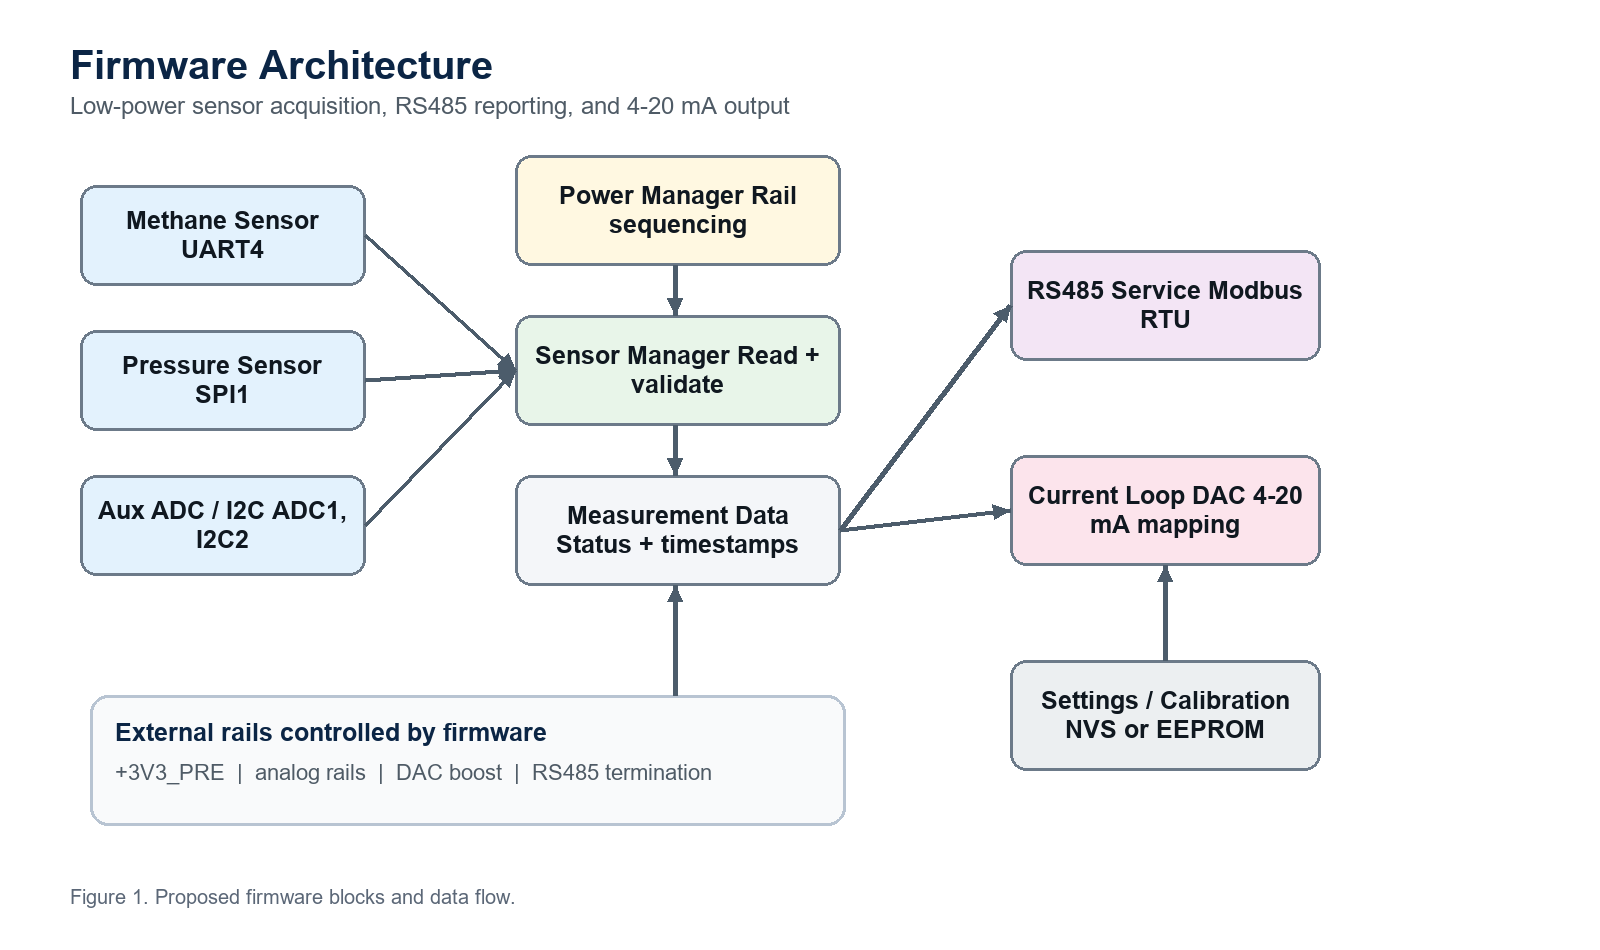 Firmware Architecture
Low-power sensor acquisition, RS485 reporting, and 4-20 mA output
Methane Sensor
UART4
Pressure Sensor
SPI1
Aux ADC / I2C ADC1,
I2C2
Power Manager Rail
sequencing
Sensor Manager Read +
validate
Measurement Data
Status + timestamps
RS485 Service Modbus
RTU
Current Loop DAC 4-20
mA mapping
Settings / Calibration
NVS or EEPROM
External rails controlled by firmware
+3V3_PRE | analog rails | DAC boost | RS485 termination
Figure 1. Proposed firmware blocks and data flow.